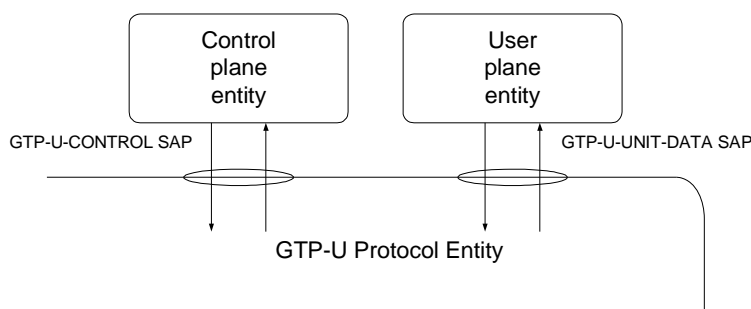 Control
plane
entity
User
plane
entity
GTP-U-CONTROL SAP
GTP-U-UNIT-DATA SAP
GTP-U Protocol Entity